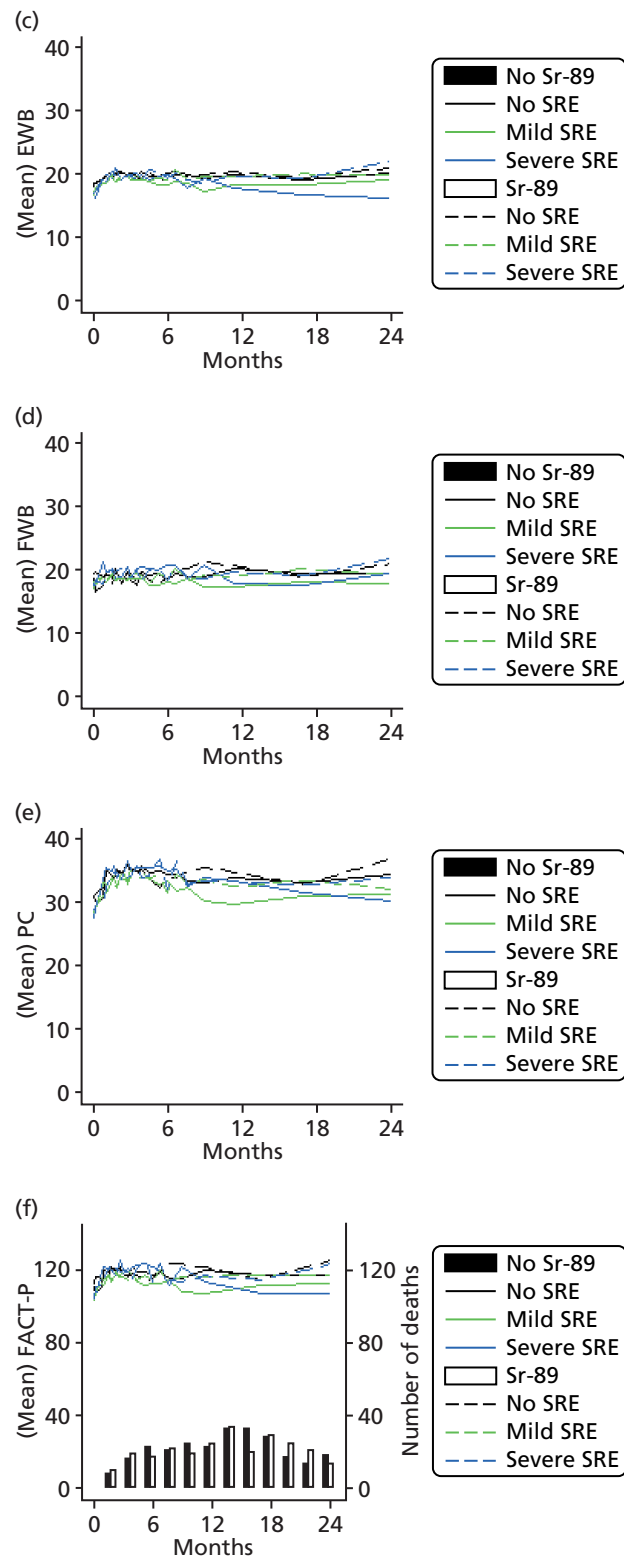 (c)
40
30
20
10
0
(Mean) EWB
0 6 12 18 24
Months
No Sr-89
No SRE
Mild SRE
Severe SRE
Sr-89
No SRE
Mild SRE
Severe SRE
(d)
40
30
20
10
0
(Mean) FWB
0 6 12 18 24
Months
No Sr-89
No SRE
Mild SRE
Severe SRE
Sr-89
No SRE
Mild SRE
Severe SRE
(e)
40
30
20
10
0
(Mean) PC
0 6 12 18 24
Months
No Sr-89
No SRE
Mild SRE
Severe SRE
Sr-89
No SRE
Mild SRE
Severe SRE
(f)
120
80
40
0
(Mean) FACT-P
120
80
40
0
Number of deaths
0 6 12 18 24
Months
No Sr-89
No SRE
Mild SRE
Severe SRE
Sr-89
No SRE
Mild SRE
Severe SRE